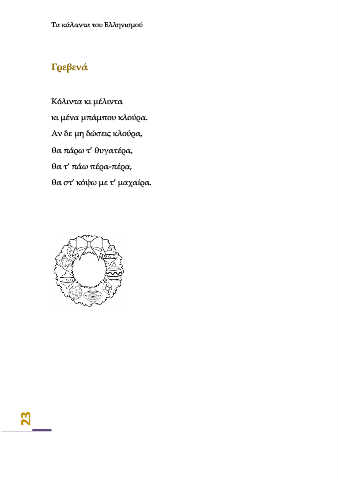 Τα κάλαντα του Ελληνισμού
Γρεβενά
Κόλιντα κι μέλιντα
κι μένα μπάμπου κλούρα.
Αν δε μη δώσεις κλούρα,
θα πάρω τ' θυγατέρα,
θα τ' πάω πέρα-πέρα,
θα στ' κόψω με τ' μαχαίρα.
23